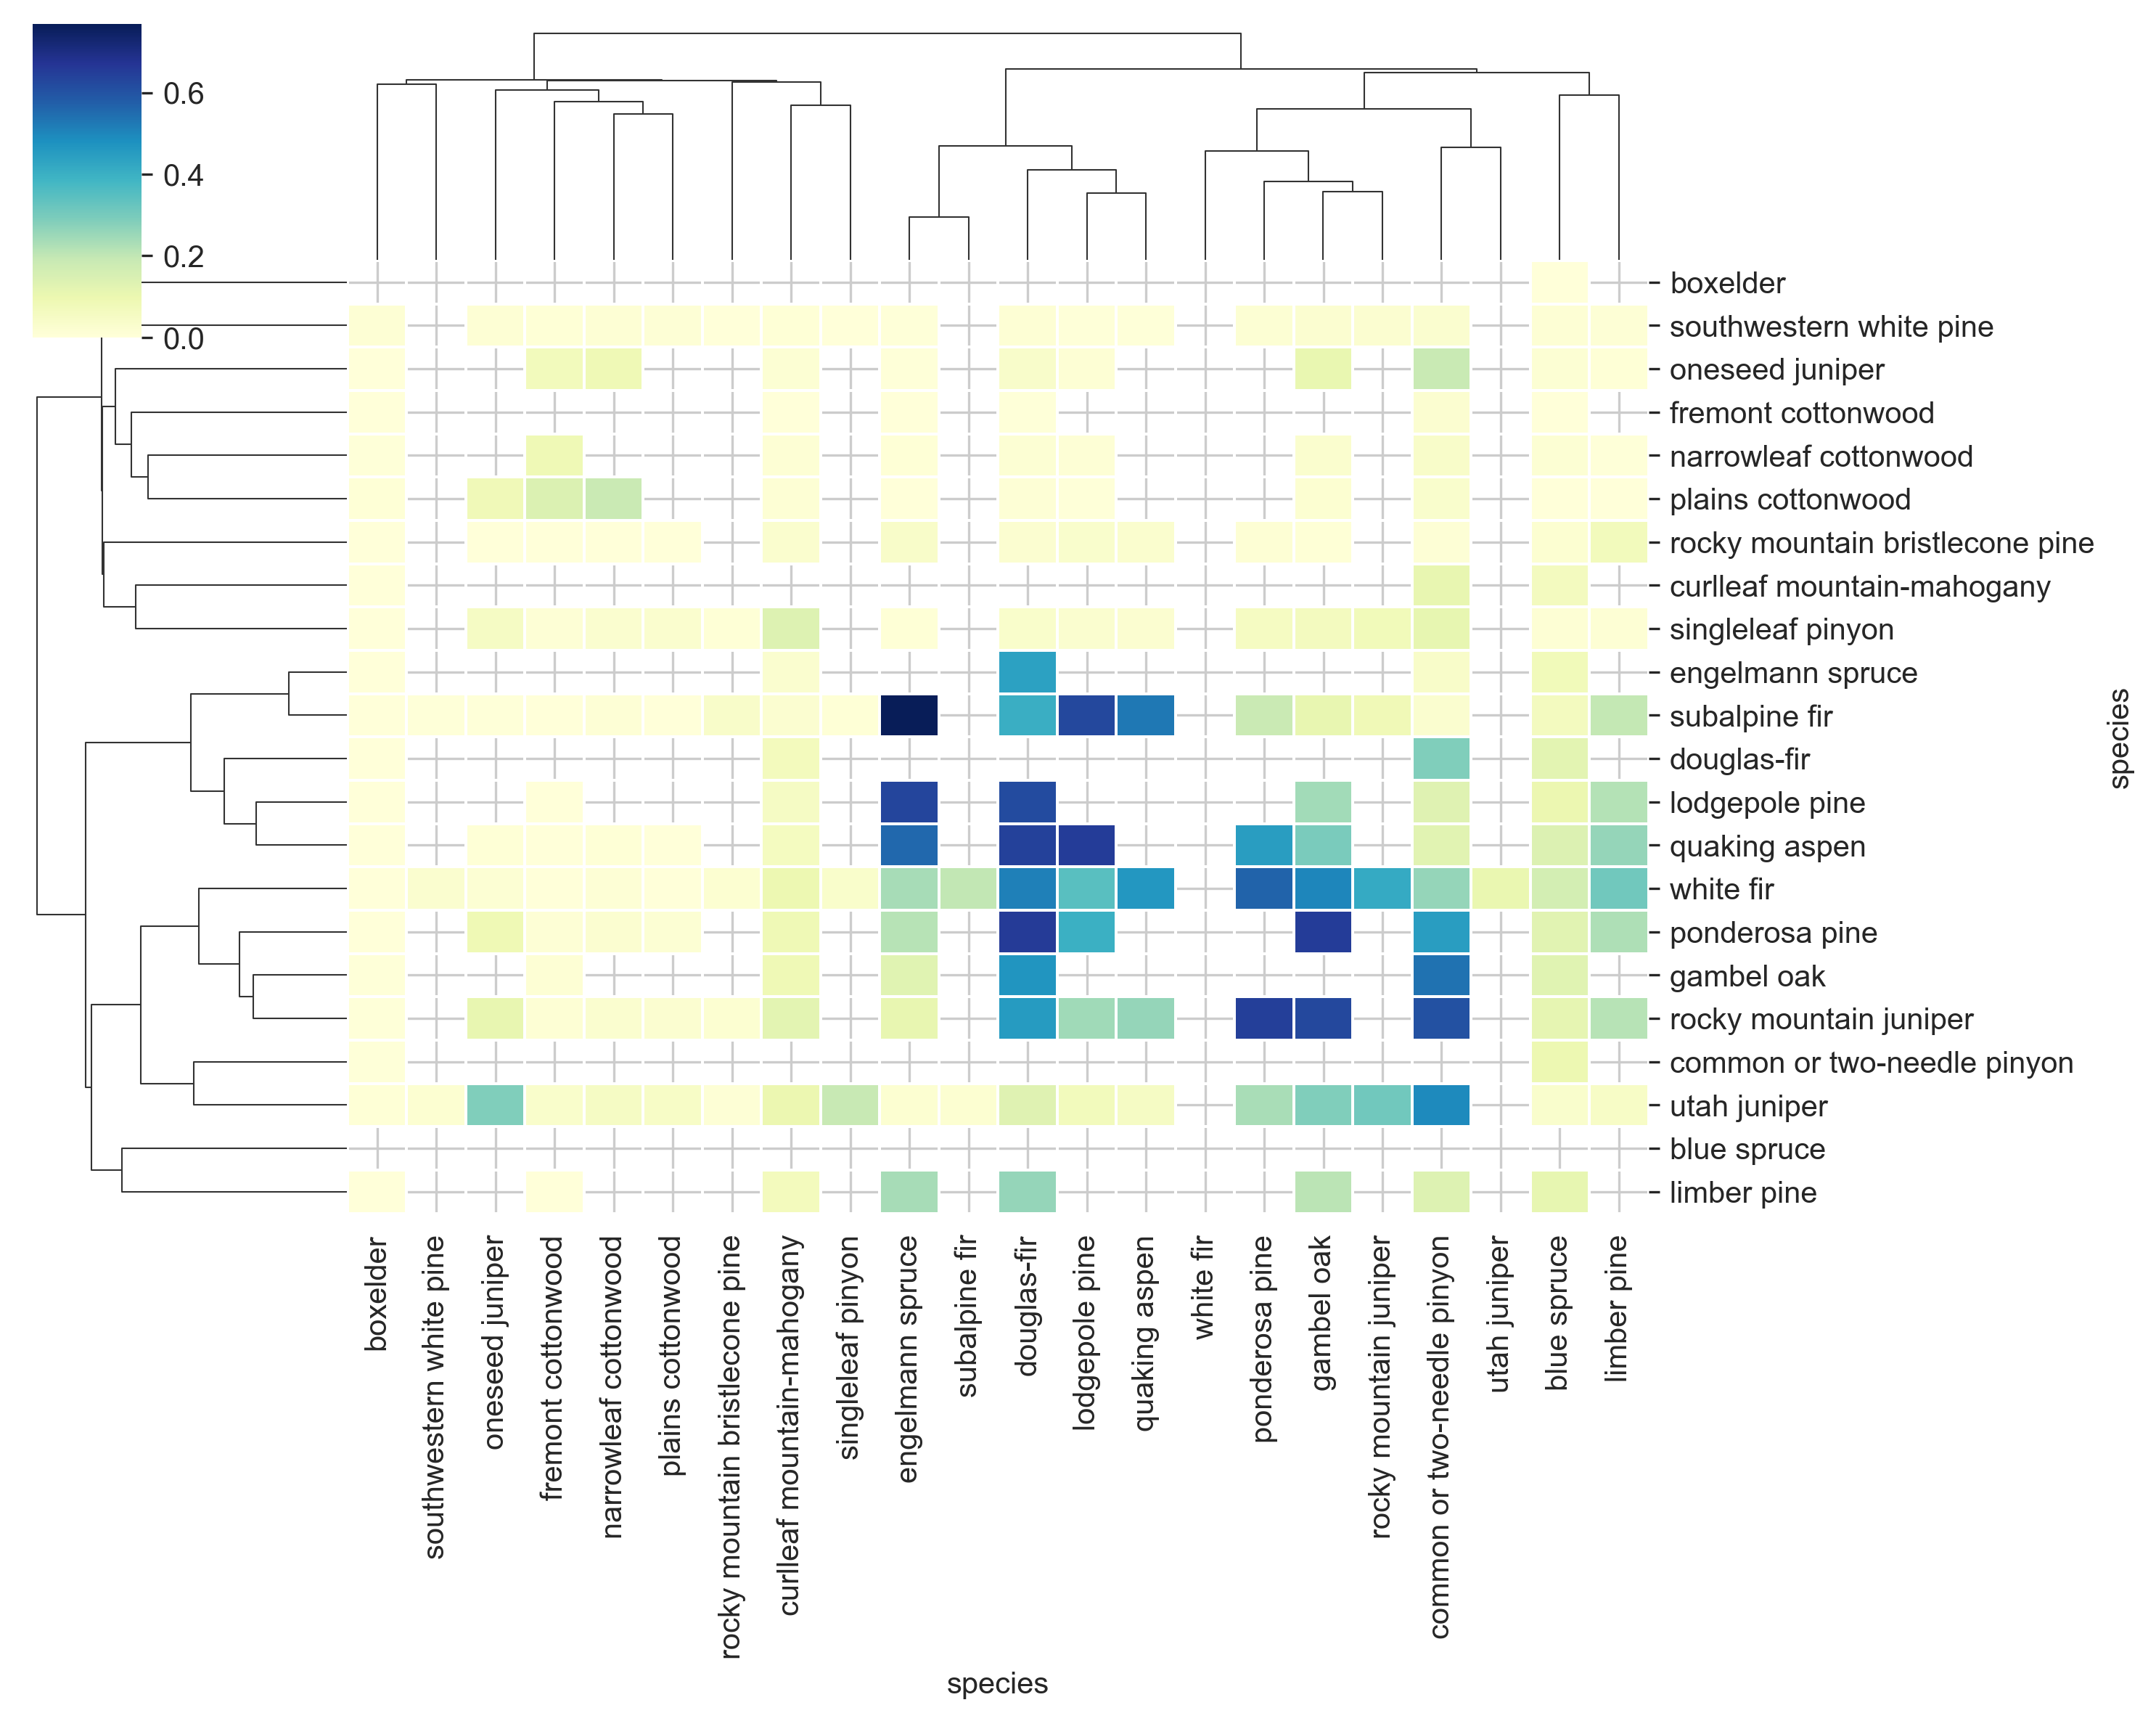 0.6
0.4
0.2
0.0
boxelder
southwestern white pine
oneseed juniper
fremont cottonwood
narrowleaf cottonwood
plains cottonwood
rocky mountain bristlecone pine
curlleaf mountain-mahogany
singleleaf pinyon
engelmann spruce
subalpine fir
douglas-fir
lodgepole pine
quaking aspen
white fir
ponderosa pine
gambel oak
rocky mountain juniper
common or two-needle pinyon
utah juniper
blue spruce
limber pine
species
boxelder
southwestern white pine
oneseed juniper
fremont cottonwood
narrowleaf cottonwood
plains cottonwood
rocky mountain bristlecone pine
curlleaf mountain-mahogany
singleleaf pinyon
engelmann spruce
subalpine fir
douglas-fir
lodgepole pine
quaking aspen
white fir
ponderosa pine
gambel oak
rocky mountain juniper
common or two-needle pinyon
utah juniper
blue spruce
limber pine
species